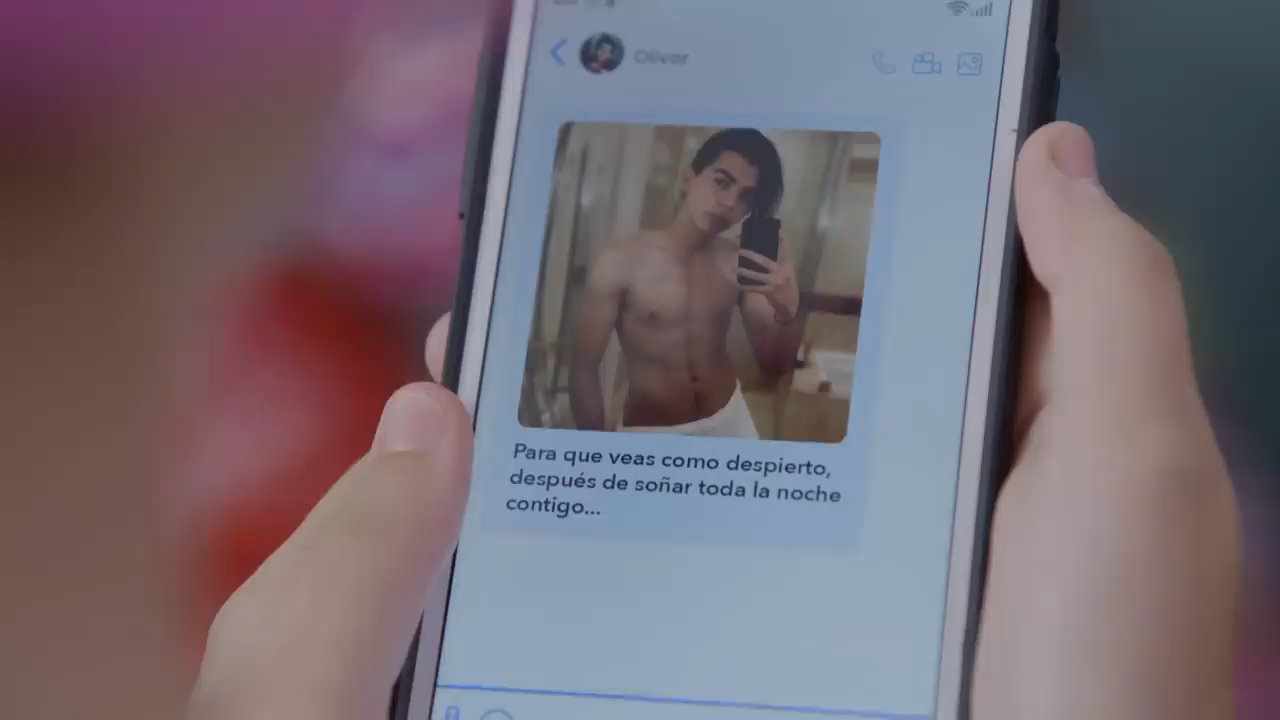 Oliver
Para que veas como despierto,
después de soñar toda la noche
contigo...